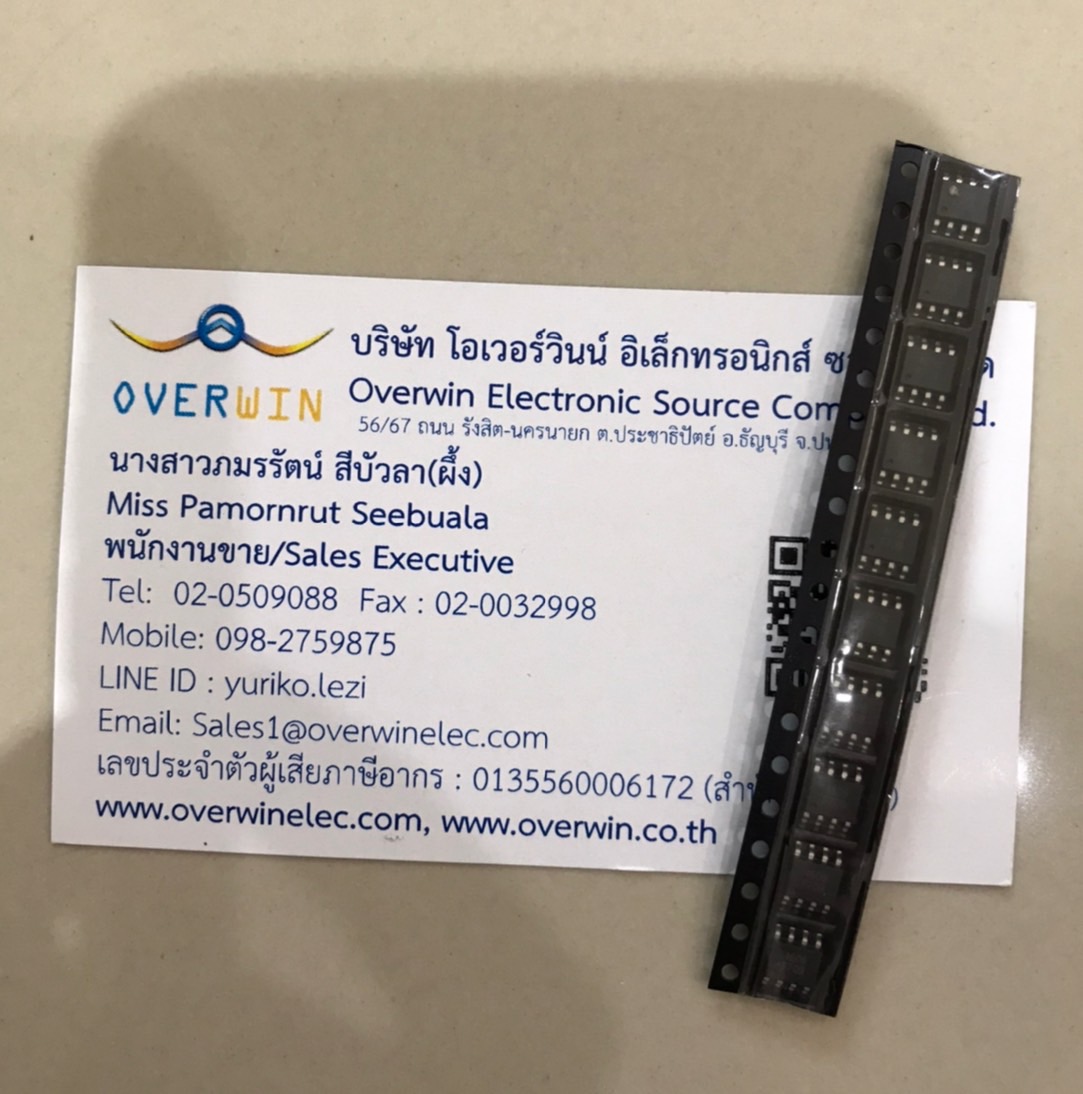 OVERWIN
บริษัท โอเวอร์วินน์ อิเล็กทรอนิกส์
Overwin Electronic Source
56/67 ถนน รังสิต-นครนายก ต.ประชาธิปัตย์ อ.ธัญบุรี
นางสาวภมรรัตน์ สีบัวลา(ผึ้ง)
Miss Pamornrut Seebuala
พนักงานขาย/Sales Executive
Tel: 02-0509088 Fax : 02-0032998
Mobile: 098-2759875
LINE ID : yuriko.lezi
Email: Sales1@overwinelec.com
เลขประจำตัวผู้เสียภาษีอากร : 0135560006172
www.overwinelec.com, www.overwin.co.th